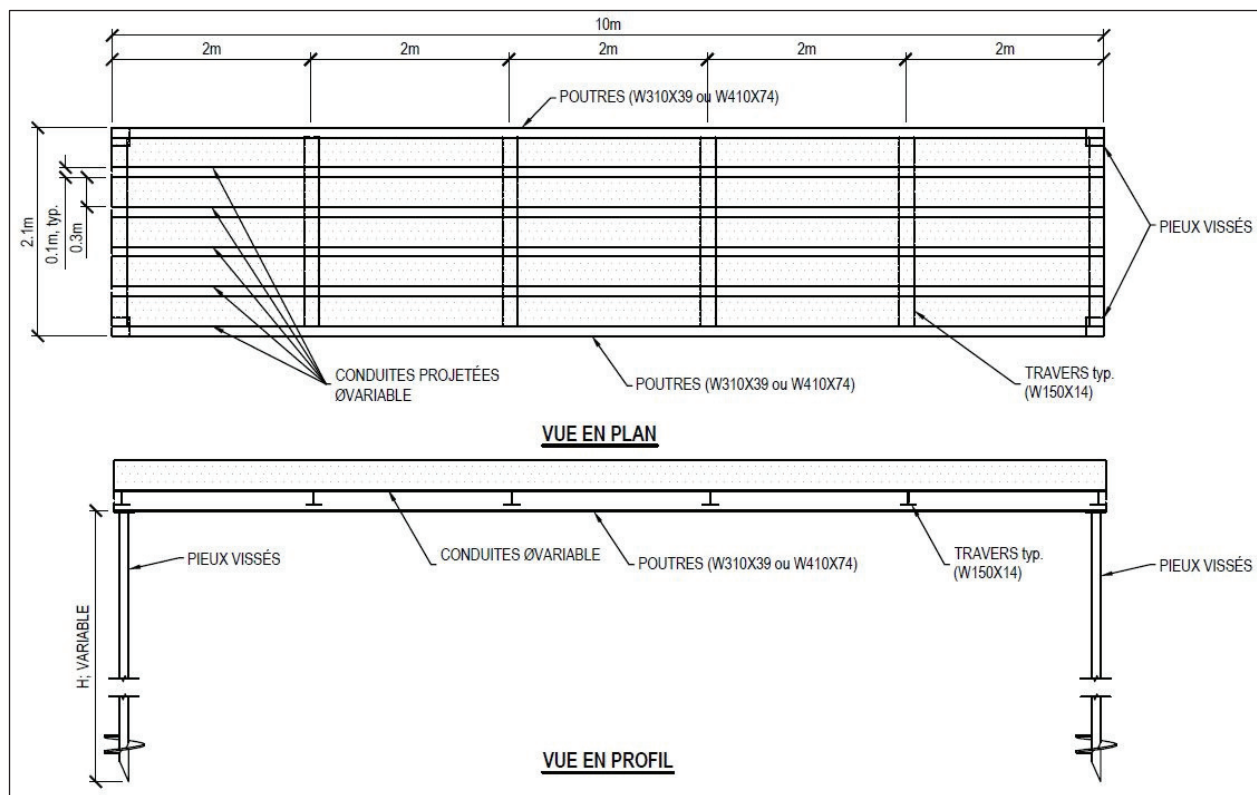 10m
2m
2m
2m
2m
2m
POUTRES (W310X39 ou W410X74)
2.1m
0.1m, typ.
0.3m
PIEUX VISSÉS
CONDUITES PROJETÉES
ØVARIABLE
POUTRES (W310X39 ou W410X74)
TRAVERS typ.
(W150X14)
VUE EN PLAN
PIEUX VISSÉS
CONDUITES ØVARIABLE
POUTRES (W310X39 ou W410X74)
TRAVERS typ.
(W150X14)
PIEUX VISSÉS
H; VARIABLE
VUE EN PROFIL